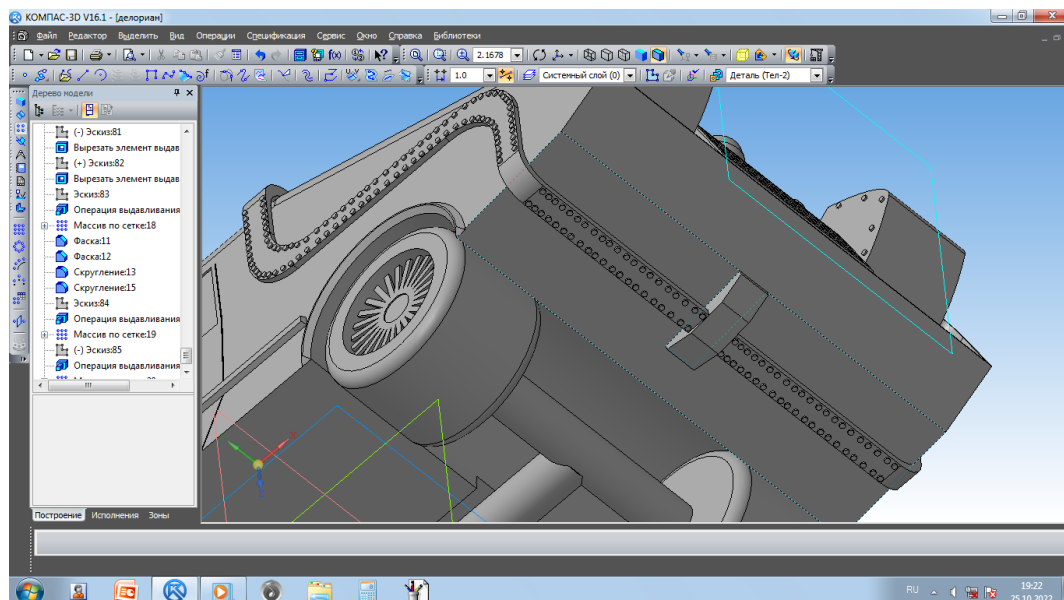 КОМПАС-3D V16.1 - [делориан]
Файл Редактор Выделить Вид Операции Спецификация Сервис Окно Справка Библиотеки
2.1678
1.0 Системный слой (0) Деталь (Тел-2)
Дерево модели
(-) Эскиз:81
Вырезать элемент выдав
(+) Эскиз:82
Вырезать элемент выдав
Эскиз:83
Операция выдавливания
Массив по сетке:18
Фаска:11
Фаска:12
Скругление:13
Скругление:15
Эскиз:84
Операция выдавливания
Массив по сетке:19
(-) Эскиз:85
Операция выдавливания
Построение Исполнения Зоны
RU
19:22
25.10.2022